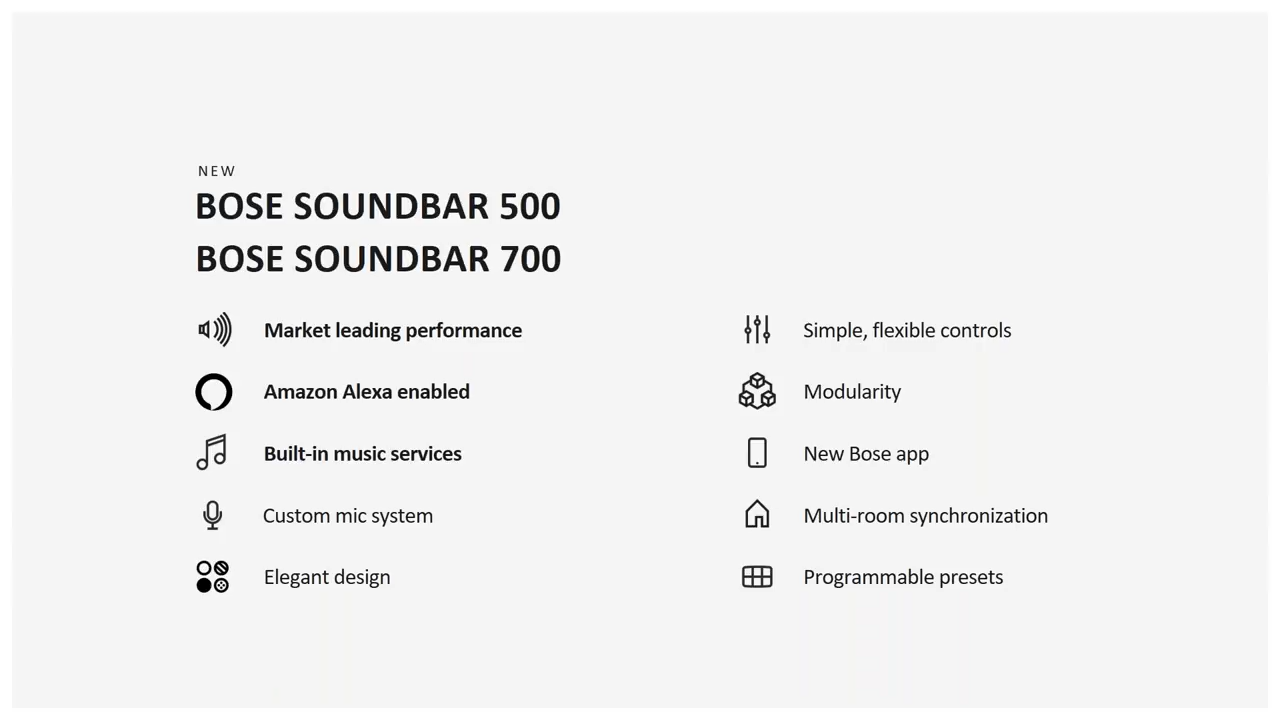 NEW
BOSE SOUNDBAR 500
BOSE SOUNDBAR 700
Market leading performance
Amazon Alexa enabled
Built-in music services
Custom mic system
Elegant design
Simple, flexible controls
Modularity
New Bose app
Multi-room synchronization
Programmable presets